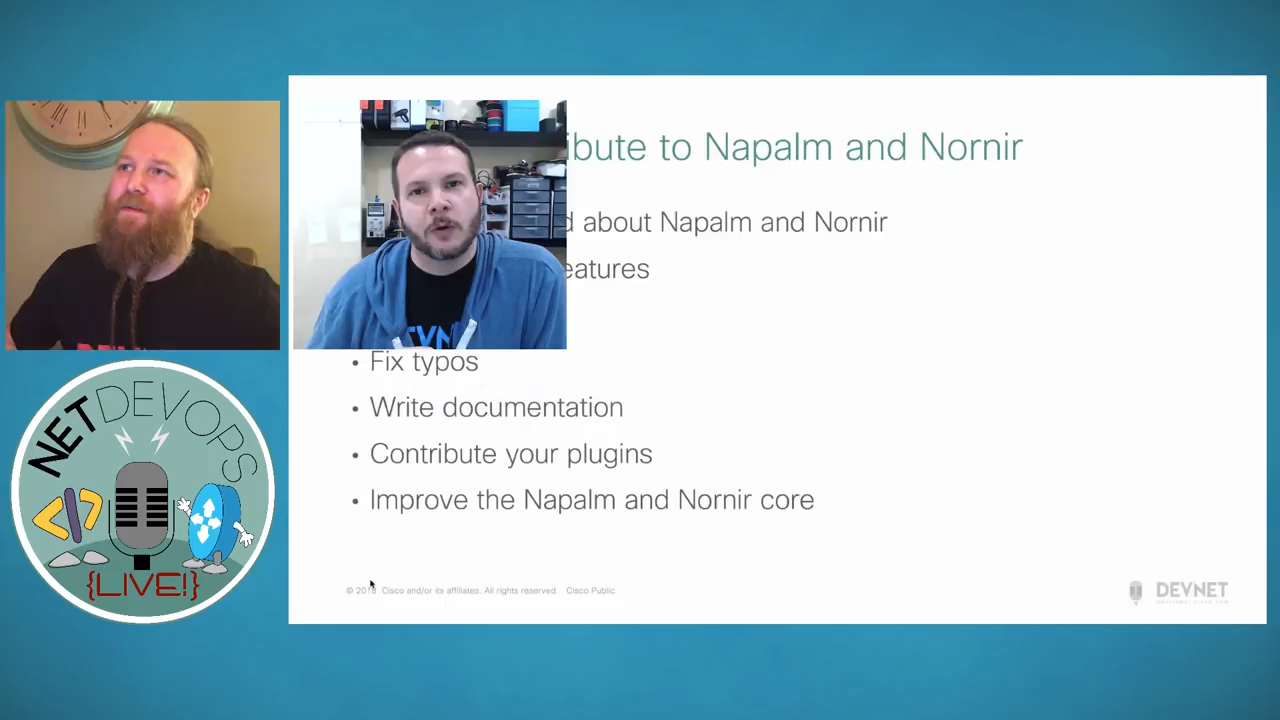 ibute to Napalm and Nornir
d about Napalm and Nornir
eatures
• Fix typos
• Write documentation
• Contribute your plugins
• Improve the Napalm and Nornir core
© 2018 Cisco and/or its affiliates. All rights reserved. Cisco Public
DEVNET
NETDEVOPS
</>
{LIVE!}